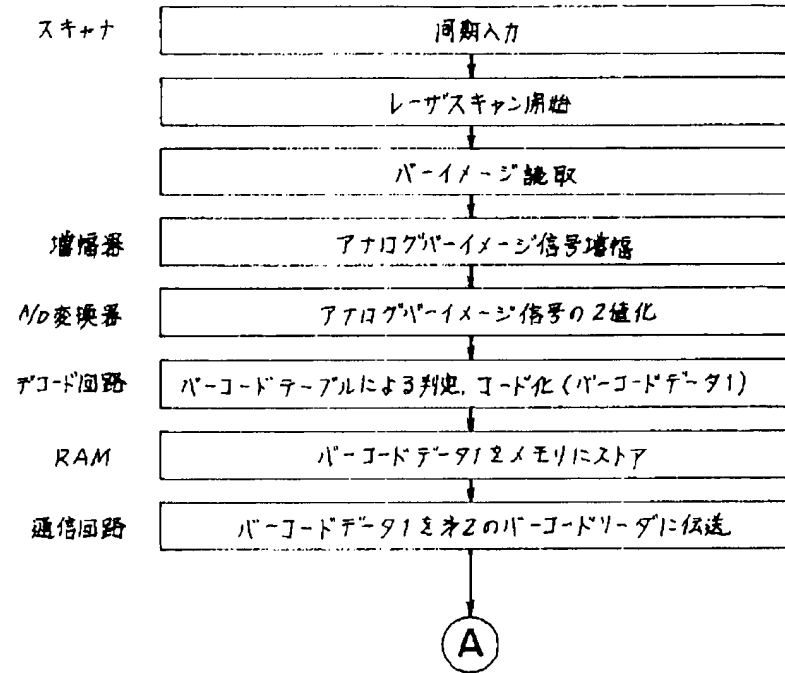 スキャナ 同期入力
レーザスキャン開始
バーイメージ読取
増幅器 アナログバーイメージ信号増幅
A/D変換器 アナログバーイメージ信号の2値化
デコード回路 バーコードテーブルによる判定,コード化(バーコードデータ1)
RAM バーコードデータ1をメモリにストア
通信回路 バーコードデータ1を第2のバーコードリーダに伝送
A